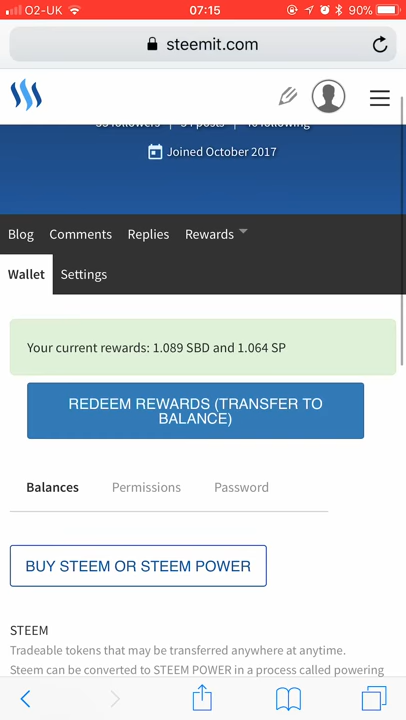 O2-UK 07:15 90%
steemit.com
followers | posts | following
Joined October 2017
Blog Comments Replies Rewards
Wallet Settings
Your current rewards: 1.089 SBD and 1.064 SP
REDEEM REWARDS (TRANSFER TO
BALANCE)
Balances Permissions Password
BUY STEEM OR STEEM POWER
STEEM
Tradeable tokens that may be transferred anywhere at anytime.
Steem can be converted to STEEM POWER in a process called powering